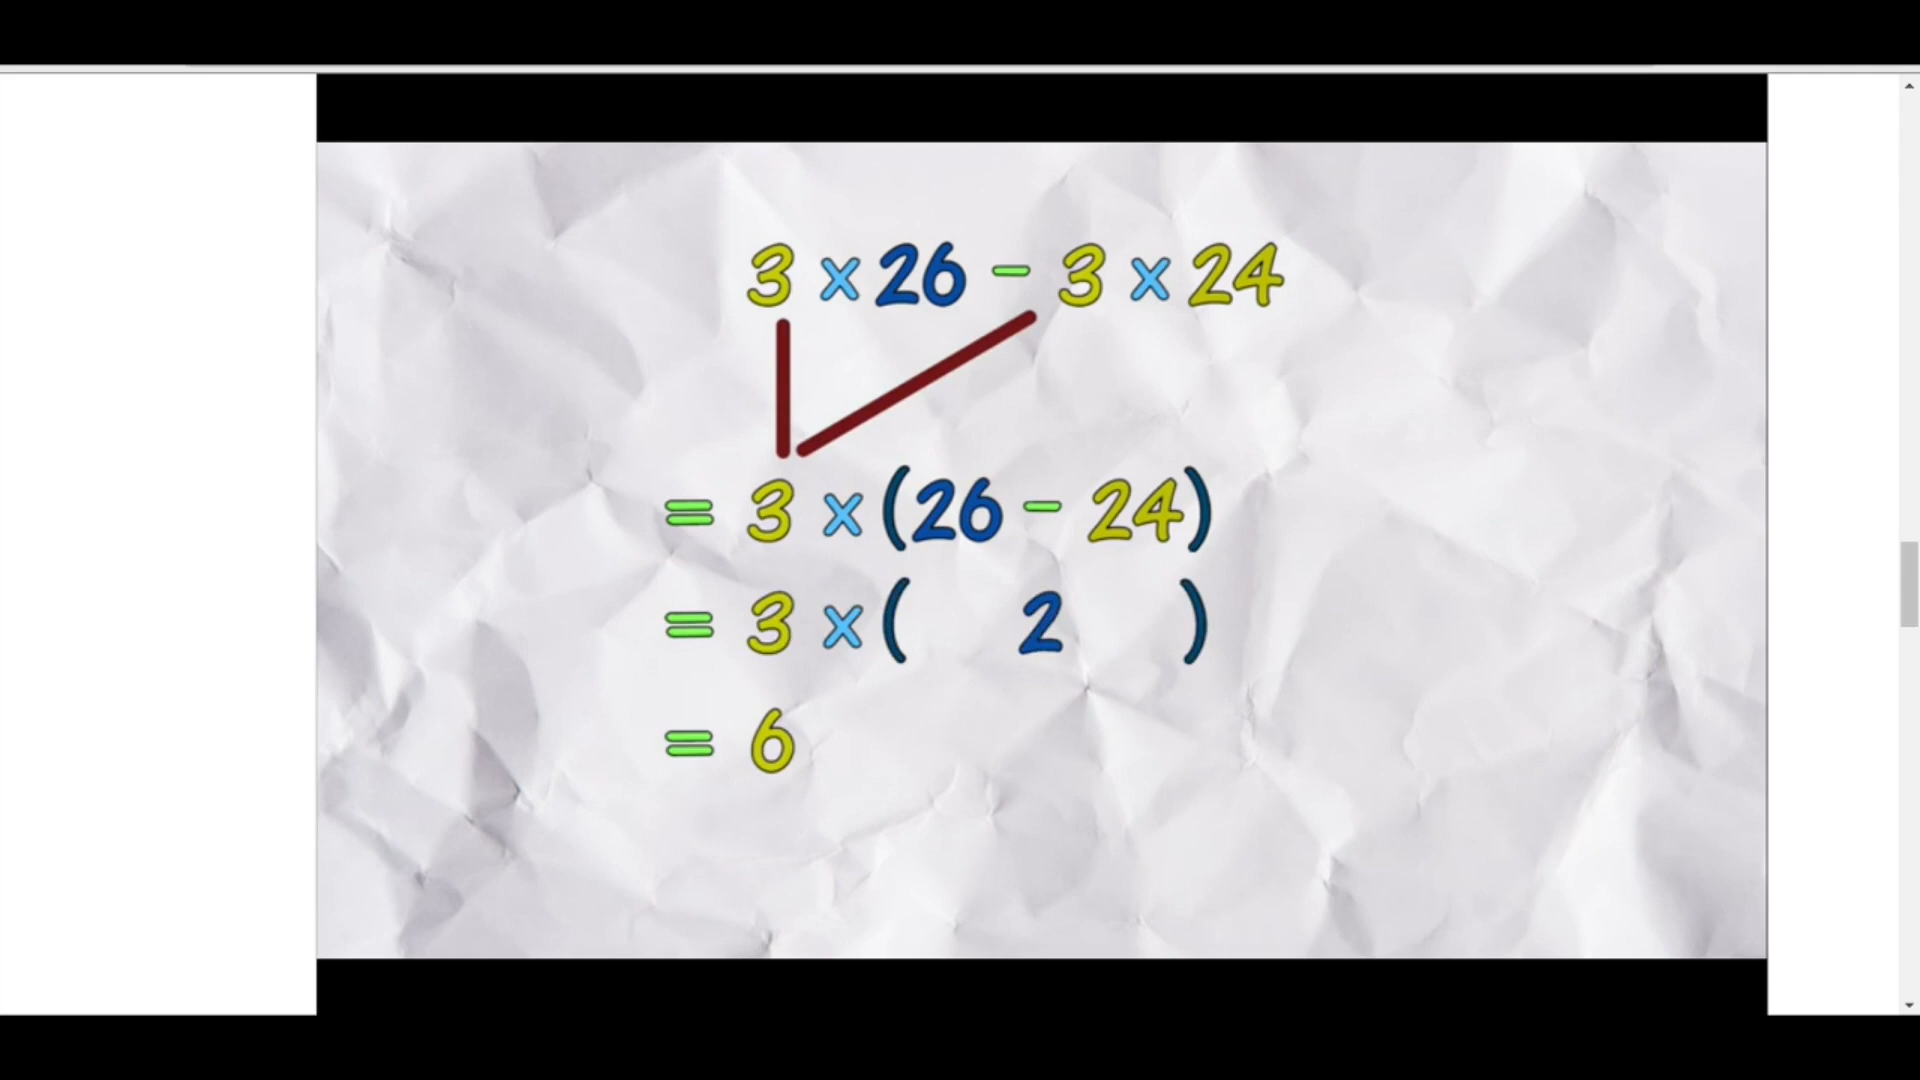 3 × 26 - 3 × 24
= 3 × (26 - 24)
= 3 × ( 2 )
= 6